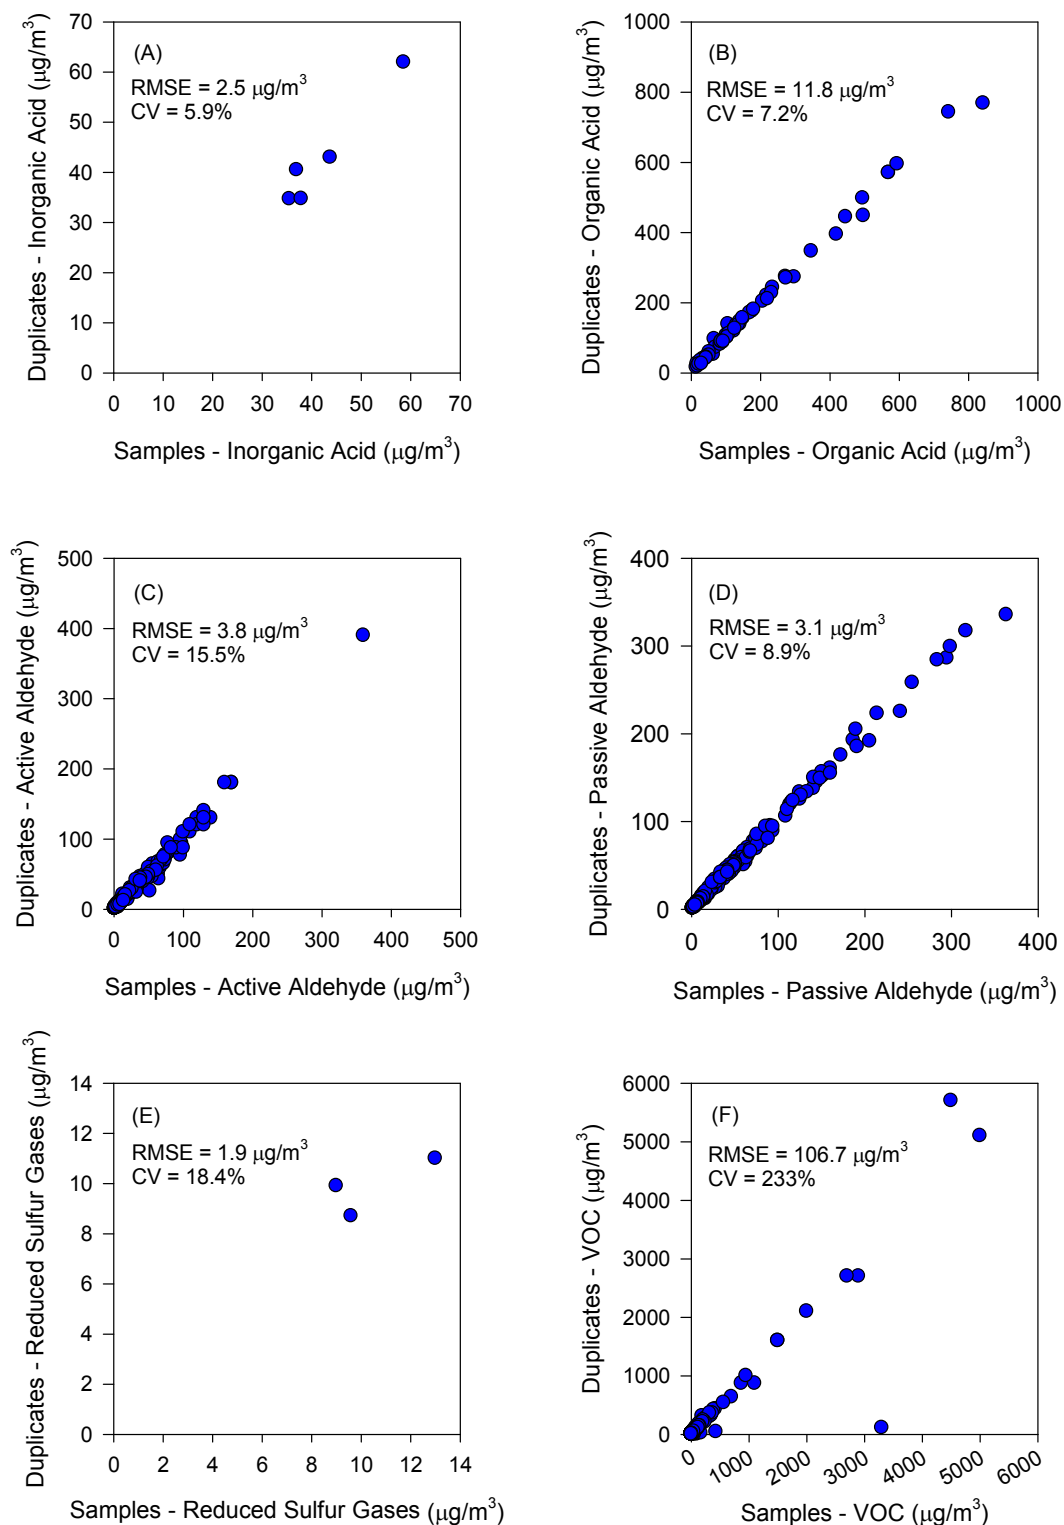 70
60
50
40
30
20
10
0
Duplicates - Inorganic Acid (μg/m³)
(A)
RMSE = 2.5 μg/m³
CV = 5.9%
0 10 20 30 40 50 60 70
Samples - Inorganic Acid (μg/m³)
1000
800
600
400
200
0
Duplicates - Organic Acid (μg/m³)
(B)
RMSE = 11.8 μg/m³
CV = 7.2%
0 200 400 600 800 1000
Samples - Organic Acid (μg/m³)
500
400
300
200
100
0
Duplicates - Active Aldehyde (μg/m³)
(C)
RMSE = 3.8 μg/m³
CV = 15.5%
0 100 200 300 400 500
Samples - Active Aldehyde (μg/m³)
400
300
200
100
0
Duplicates - Passive Aldehyde (μg/m³)
(D)
RMSE = 3.1 μg/m³
CV = 8.9%
0 100 200 300 400
Samples - Passive Aldehyde (μg/m³)
14
12
10
8
6
4
2
0
Duplicates - Reduced Sulfur Gases (μg/m³)
(E)
RMSE = 1.9 μg/m³
CV = 18.4%
0 2 4 6 8 10 12 14
Samples - Reduced Sulfur Gases (μg/m³)
6000
5000
4000
3000
2000
1000
0
Duplicates - VOC (μg/m³)
(F)
RMSE = 106.7 μg/m³
CV = 233%
0 1000 2000 3000 4000 5000 6000
Samples - VOC (μg/m³)